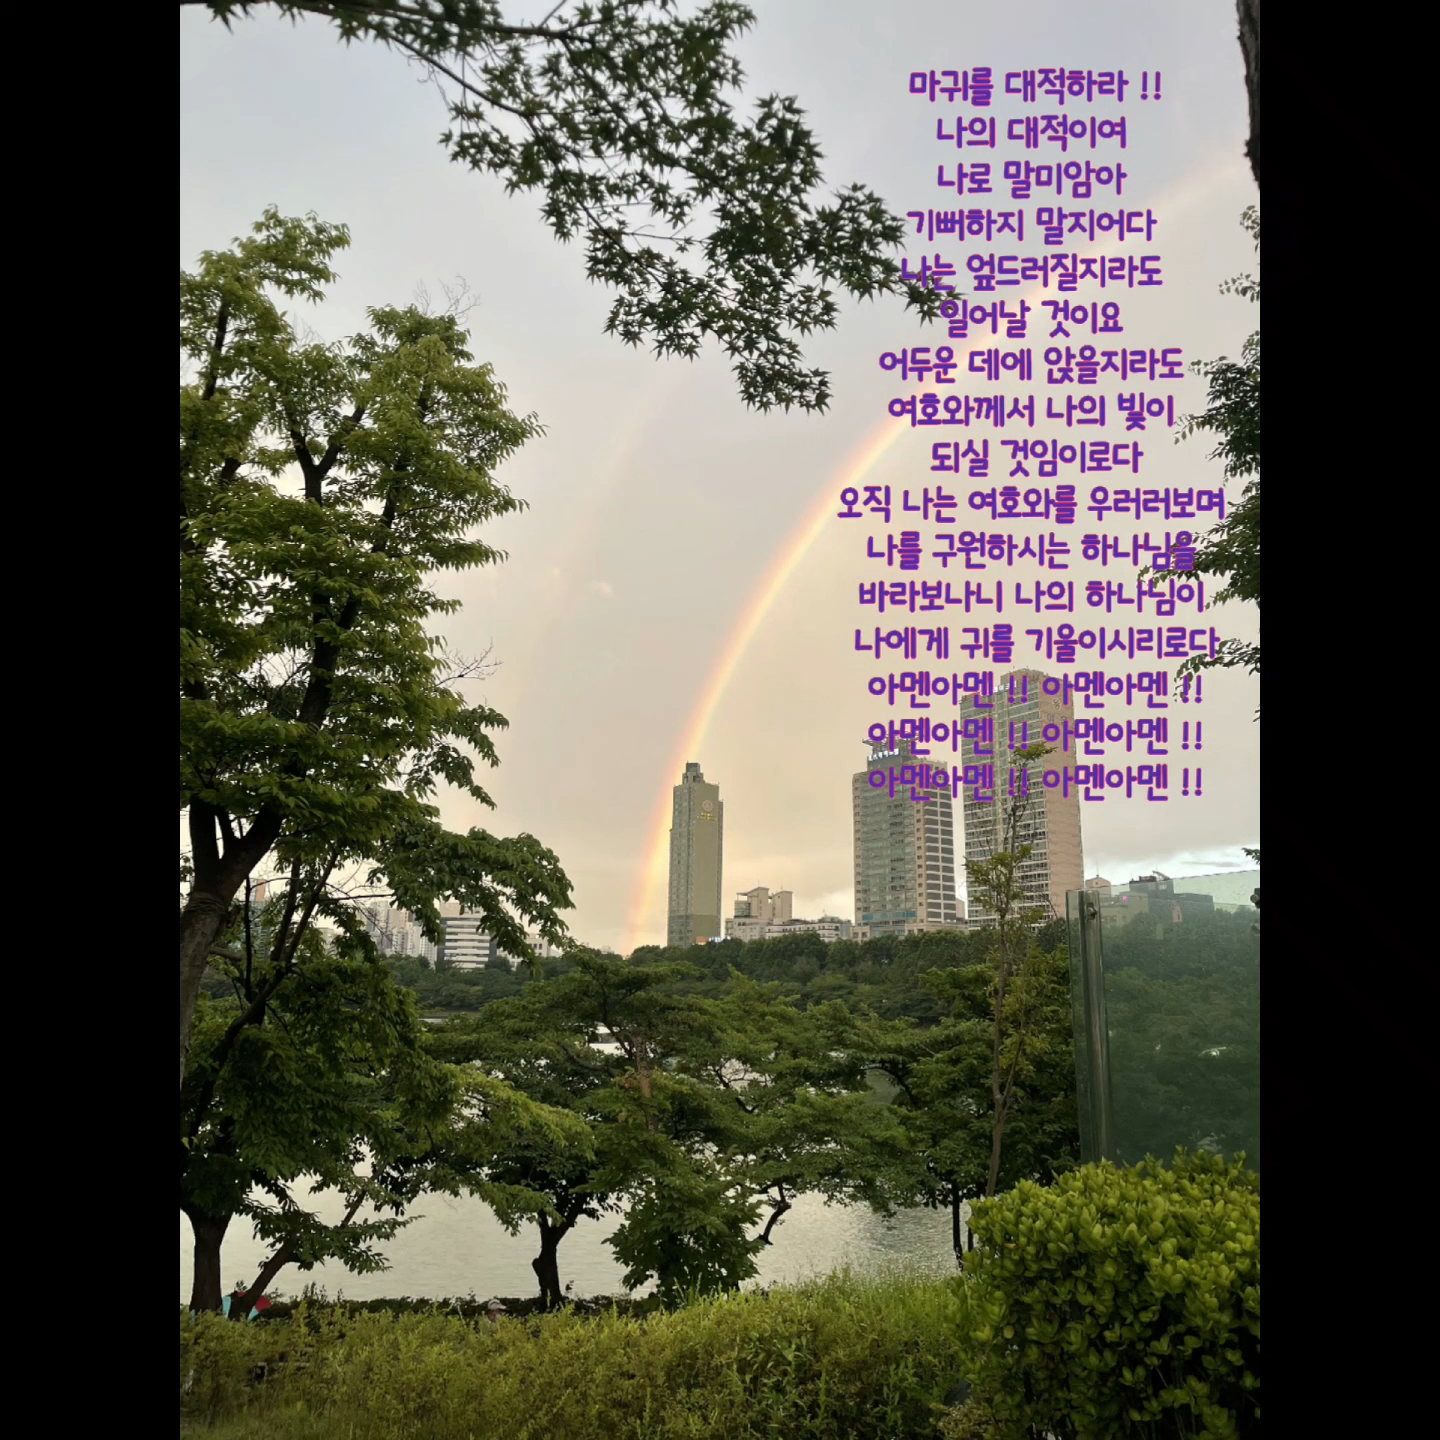 마귀를 대적하라 !!
나의 대적이여
나로 말미암아
기뻐하지 말지어다
나는 엎드러질지라도
일어날 것이요
어두운 데에 앉을지라도
여호와께서 나의 빛이
되실 것임이로다
오직 나는 여호와를 우러러보며
나를 구원하시는 하나님을
바라보나니 나의 하나님이
나에게 귀를 기울이시리로다
아멘아멘 !! 아멘아멘 !!
아멘아멘 !! 아멘아멘 !!
아멘아멘 !! 아멘아멘 !!